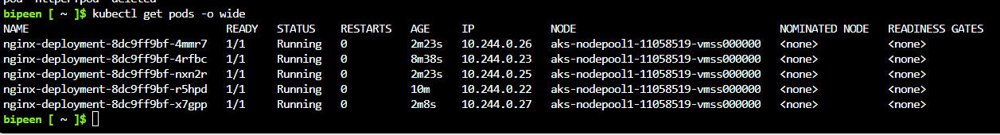 bipeen [ ~ ]$ kubectl get pods -o wide
NAME READY STATUS RESTARTS AGE IP NODE NOMINATED NODE READINESS GATES
nginx-deployment-8dc9ff9bf-4mmr7 1/1 Running 0 2m23s 10.244.0.26 aks-nodepool1-11058519-vmss000000 <none> <none>
nginx-deployment-8dc9ff9bf-4rfbc 1/1 Running 0 8m38s 10.244.0.23 aks-nodepool1-11058519-vmss000000 <none> <none>
nginx-deployment-8dc9ff9bf-nxn2r 1/1 Running 0 2m23s 10.244.0.25 aks-nodepool1-11058519-vmss000000 <none> <none>
nginx-deployment-8dc9ff9bf-r5hpd 1/1 Running 0 10m 10.244.0.22 aks-nodepool1-11058519-vmss000000 <none> <none>
nginx-deployment-8dc9ff9bf-x7gpp 1/1 Running 0 2m8s 10.244.0.27 aks-nodepool1-11058519-vmss000000 <none> <none>
bipeen [ ~ ]$